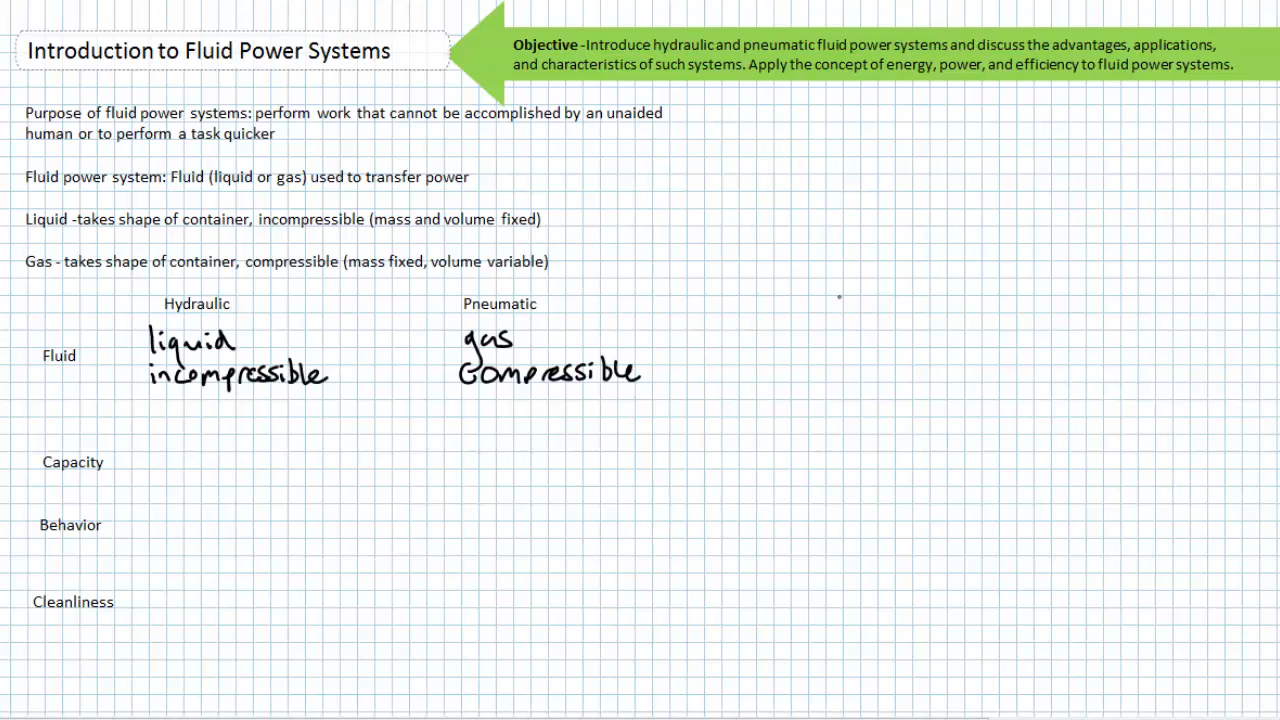 Introduction to Fluid Power Systems
Objective -Introduce hydraulic and pneumatic fluid power systems and discuss the advantages, applications,
and characteristics of such systems. Apply the concept of energy, power, and efficiency to fluid power systems.
Purpose of fluid power systems: perform work that cannot be accomplished by an unaided
human or to perform a task quicker
Fluid power system: Fluid (liquid or gas) used to transfer power
Liquid -takes shape of container, incompressible (mass and volume fixed)
Gas - takes shape of container, compressible (mass fixed, volume variable)
Hydraulic Pneumatic
Fluid
liquid gas
incompressible compressible
Capacity
Behavior
Cleanliness